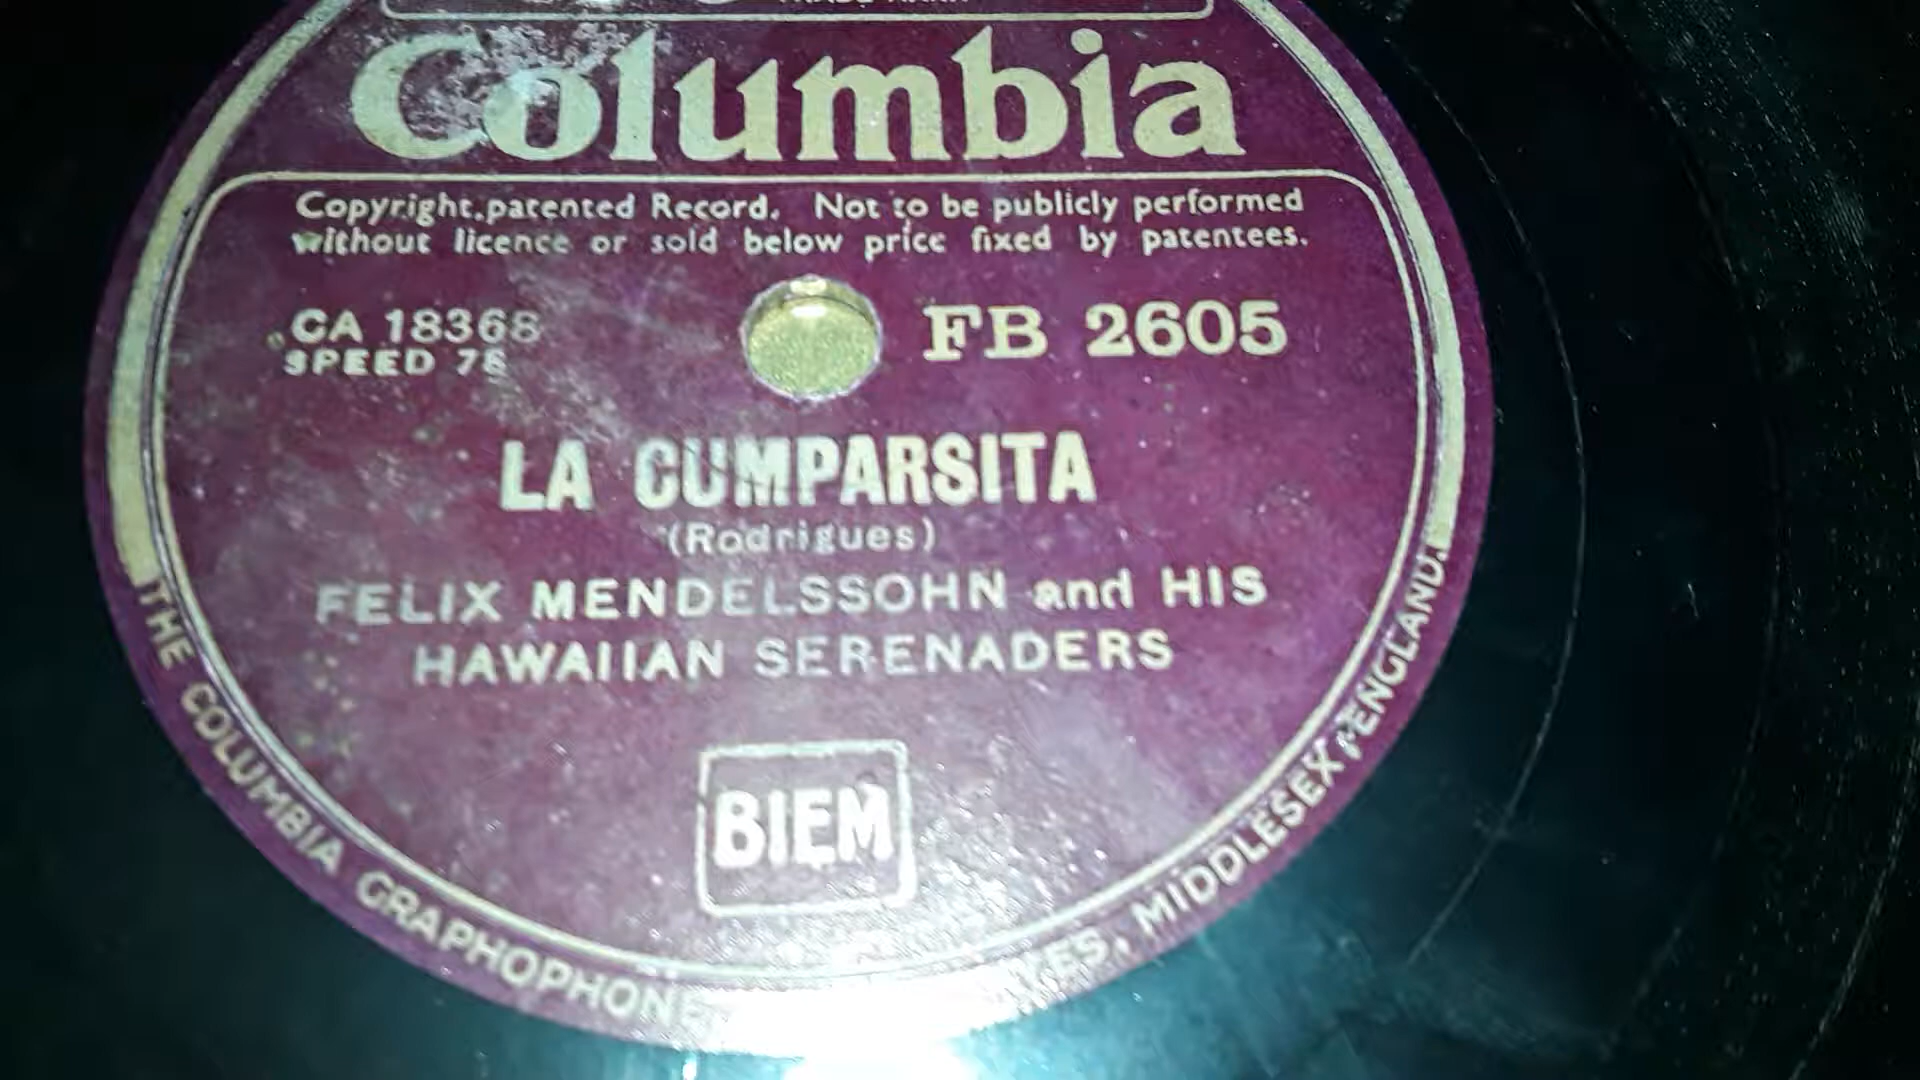 Columbia
Copyright.patented Record. Not to be publicly performed
without licence or sold below price fixed by patentees.
CA 18368
SPEED 78
FB 2605
LA CUMPARSITA
(Rodrigues)
FELIX MENDELSSOHN and HIS
HAWAIIAN SERENADERS
BIEM
THE COLUMBIA GRAPHOPHONE MIDDLESEX, ENGLAND.